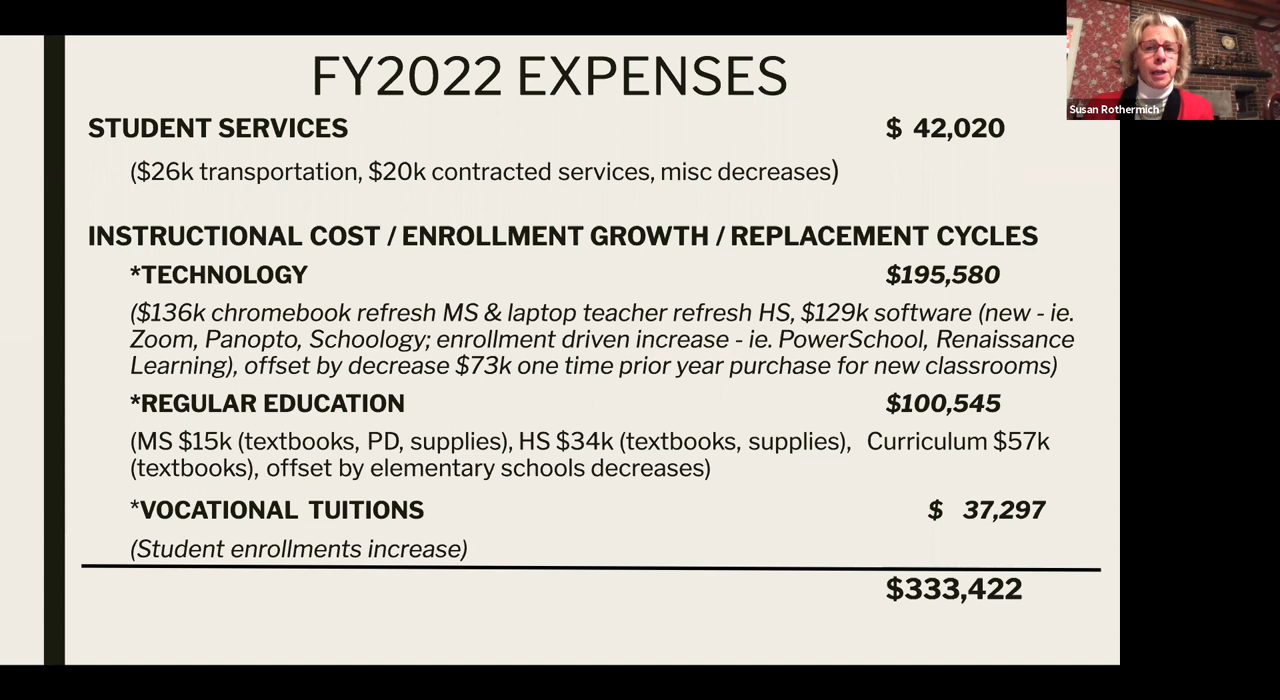 FY2022 EXPENSES
Susan Rothermich
STUDENT SERVICES $ 42,020
($26k transportation, $20k contracted services, misc decreases)
INSTRUCTIONAL COST / ENROLLMENT GROWTH / REPLACEMENT CYCLES
*TECHNOLOGY $195,580
($136k chromebook refresh MS & laptop teacher refresh HS, $129k software (new - ie.
Zoom, Panopto, Schoology; enrollment driven increase - ie. PowerSchool, Renaissance
Learning), offset by decrease $73k one time prior year purchase for new classrooms)
*REGULAR EDUCATION $100,545
(MS $15k (textbooks, PD, supplies), HS $34k (textbooks, supplies), Curriculum $57k
(textbooks), offset by elementary schools decreases)
*VOCATIONAL TUITIONS $ 37,297
(Student enrollments increase)
$333,422